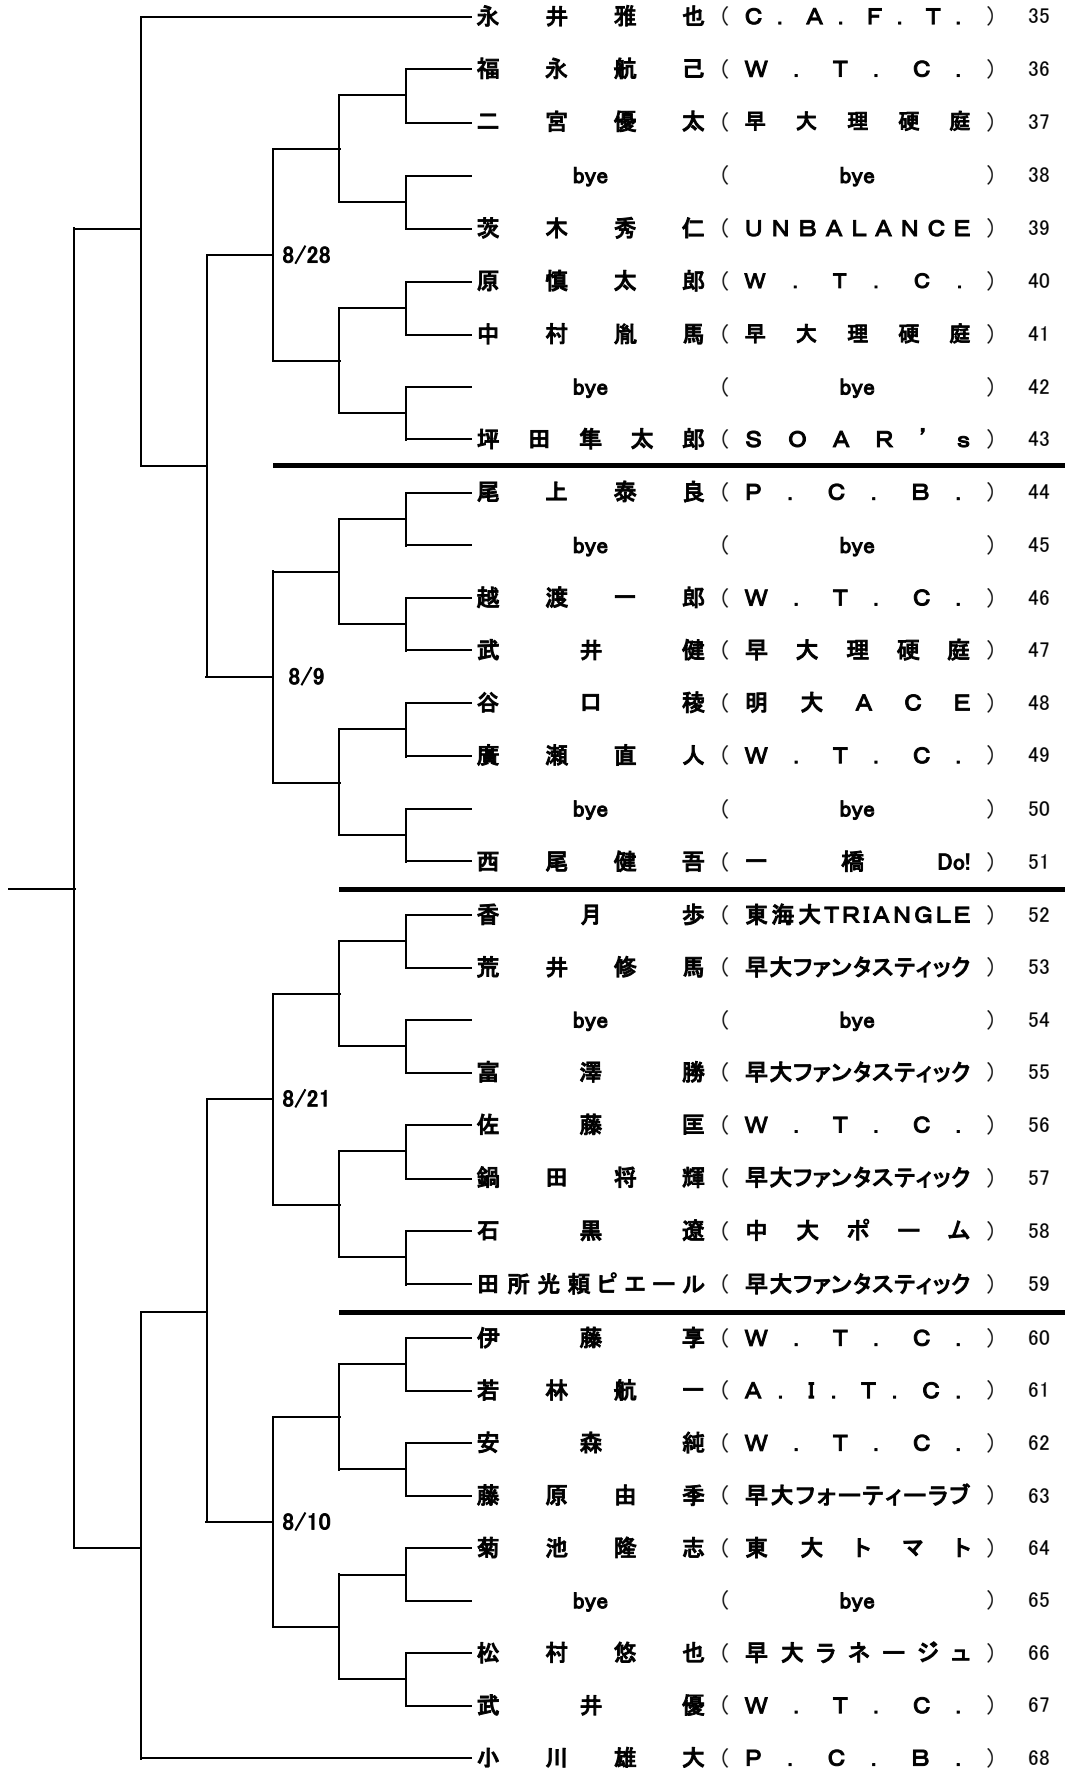 永井雅也(C.A.F.T.) 35
福永航己(W.T.C.) 36
二宮優太(早大理硬庭) 37
bye(bye) 38
茨木秀仁(UNBALANCE) 39
8/28
原慎太郎(W.T.C.) 40
中村胤馬(早大理硬庭) 41
bye(bye) 42
坪田隼太郎(SOAR's) 43
尾上泰良(P.C.B.) 44
bye(bye) 45
越渡一郎(W.T.C.) 46
武井健(早大理硬庭) 47
8/9
谷口稜(明大ACE) 48
廣瀬直人(W.T.C.) 49
bye(bye) 50
西尾健吾(一橋Do!) 51
香月歩(東海大TRIANGLE) 52
荒井修馬(早大ファンタスティック) 53
bye(bye) 54
富澤勝(早大ファンタスティック) 55
8/21
佐藤匡(W.T.C.) 56
鍋田将輝(早大ファンタスティック) 57
石黒遼(中大ポーム) 58
田所光頼ピエール(早大ファンタスティック) 59
伊藤享(W.T.C.) 60
若林航一(A.I.T.C.) 61
安森純(W.T.C.) 62
藤原由季(早大フォーティーラブ) 63
8/10
菊池隆志(東大トマト) 64
bye(bye) 65
松村悠也(早大ラネージュ) 66
武井優(W.T.C.) 67
小川雄大(P.C.B.) 68